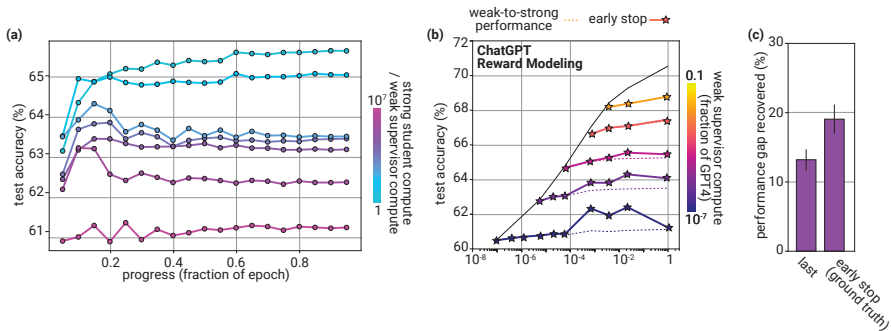 weak-to-strong
performance
early stop
(a)
65
64
63
62
61
test accuracy (%)
0.2
0.4
0.6
0.8
progress (fraction of epoch)
10⁷
1
strong student compute
/ weak supervisor compute
(b)
ChatGPT
Reward Modeling
72
70
68
66
64
62
60
test accuracy (%)
10⁻⁸
10⁻⁶
10⁻⁴
10⁻²
1
0.1
10⁻⁷
weak supervisor compute
(fraction of GPT4)
(c)
30
20
10
0
performance gap recovered (%)
last
early stop
(ground truth)